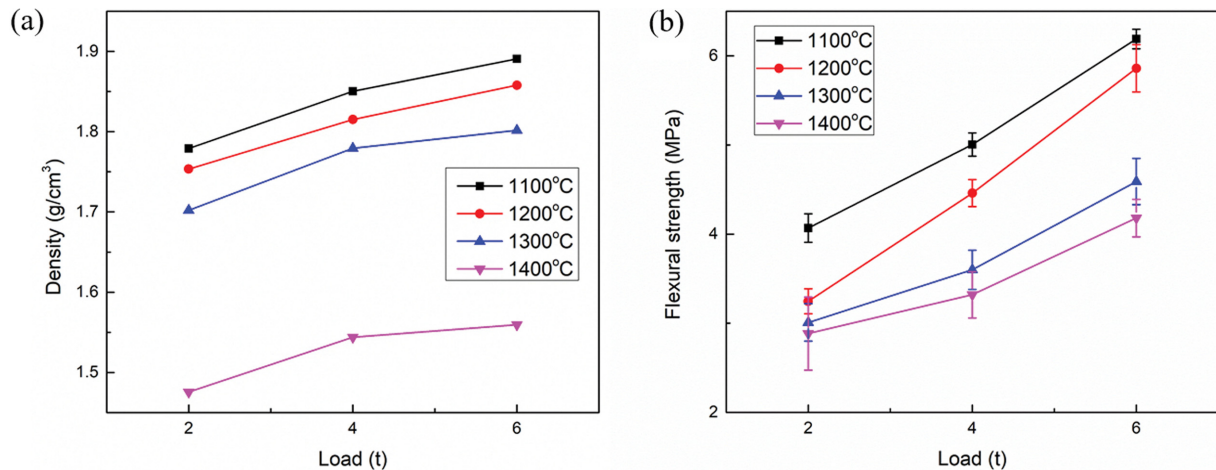 (a)
Density (g/cm³)
1.9
1.8
1.7
1.6
1.5
1100°C
1200°C
1300°C
1400°C
2 4 6
Load (t)
(b)
Flexural strength (MPa)
6
4
2
1100°C
1200°C
1300°C
1400°C
2 4 6
Load (t)